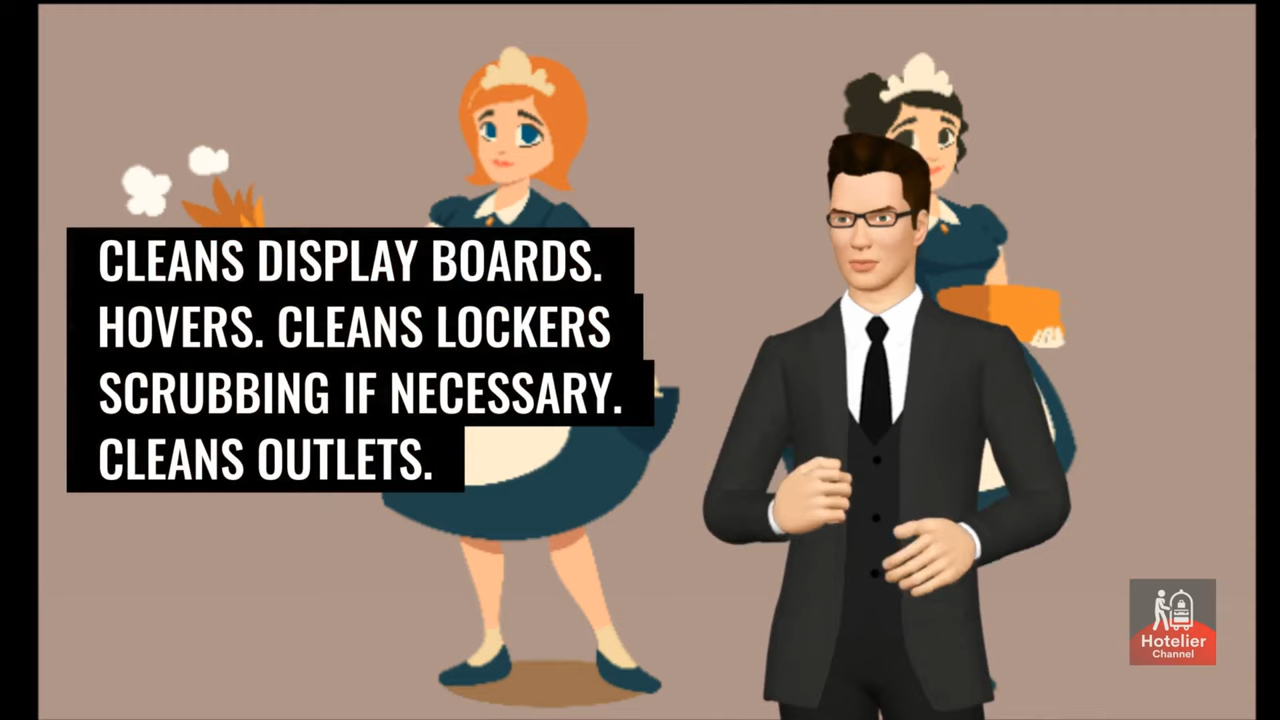 CLEANS DISPLAY BOARDS.
HOVERS. CLEANS LOCKERS
SCRUBBING IF NECESSARY.
CLEANS OUTLETS.
Hotelier
Channel